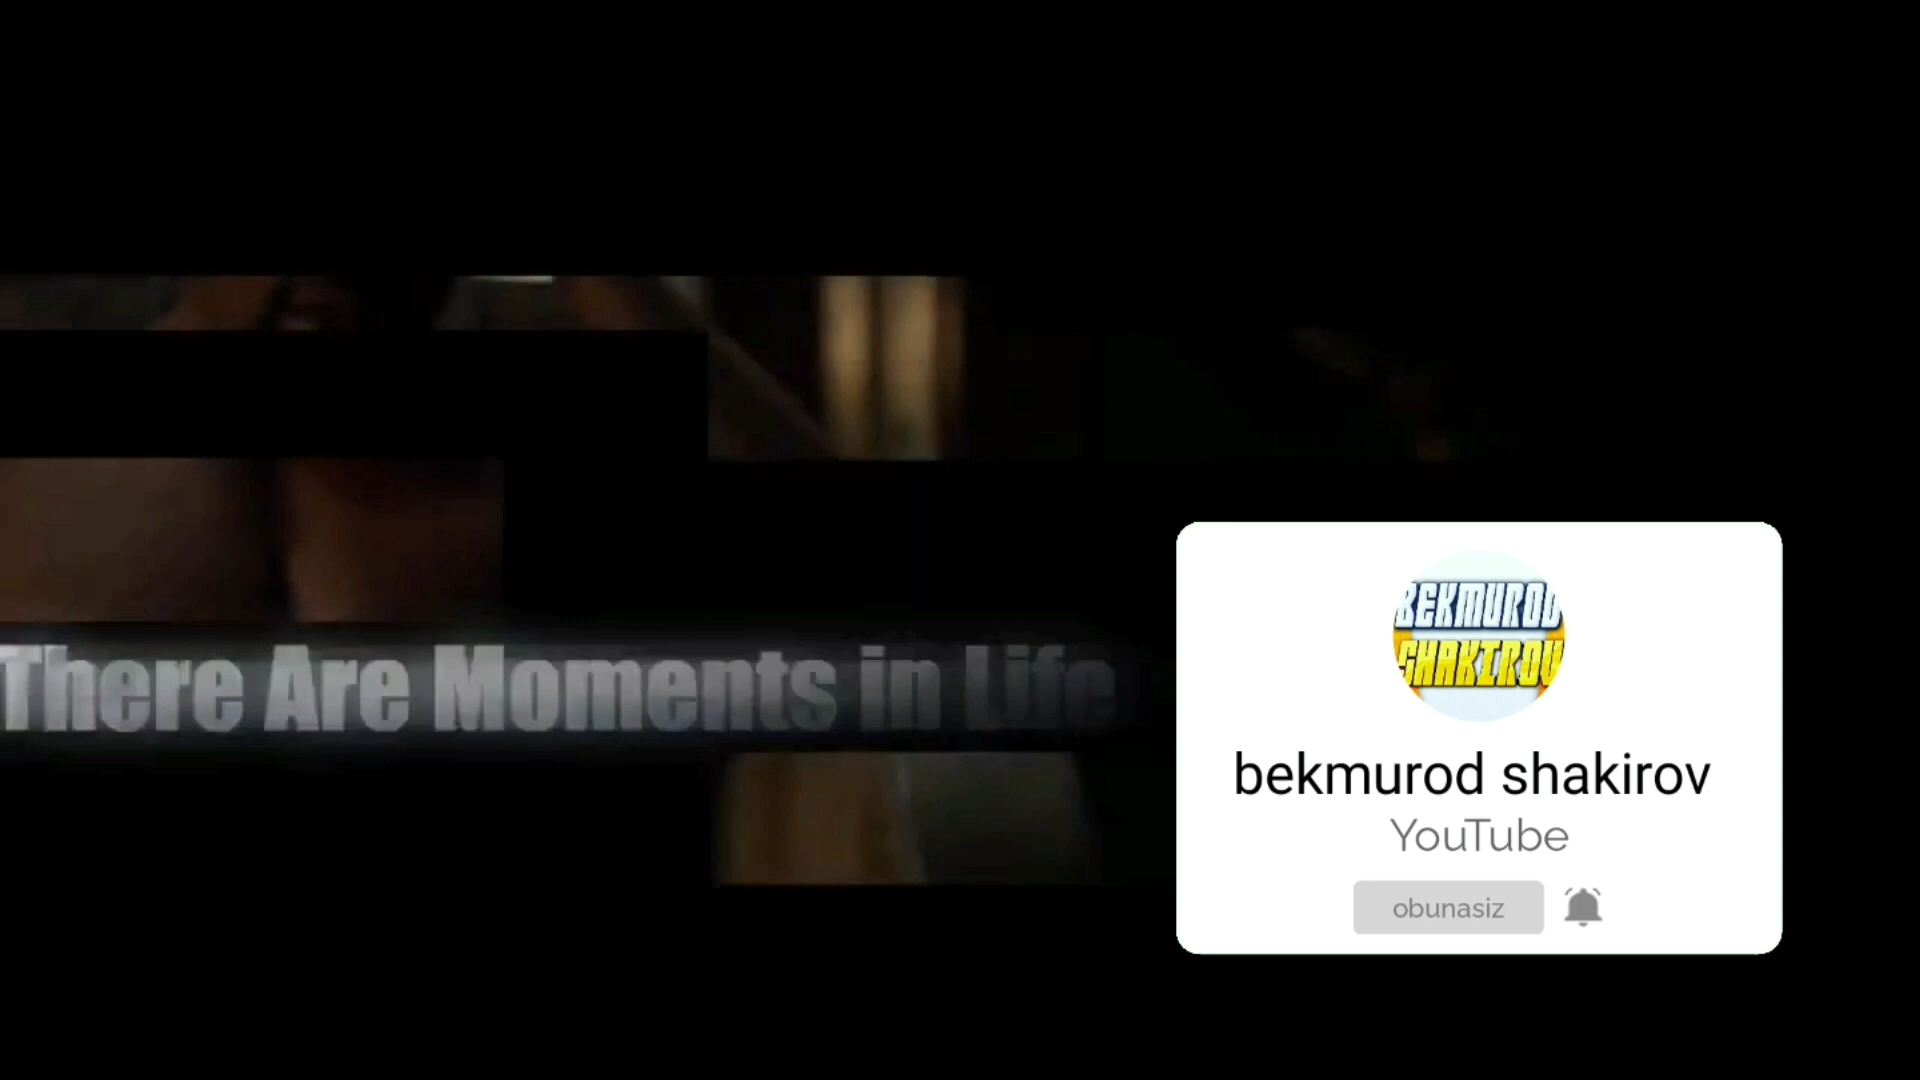 There Are Moments in Life
BEKMUROD
SHAKIROV
bekmurod shakirov
YouTube
obunasiz